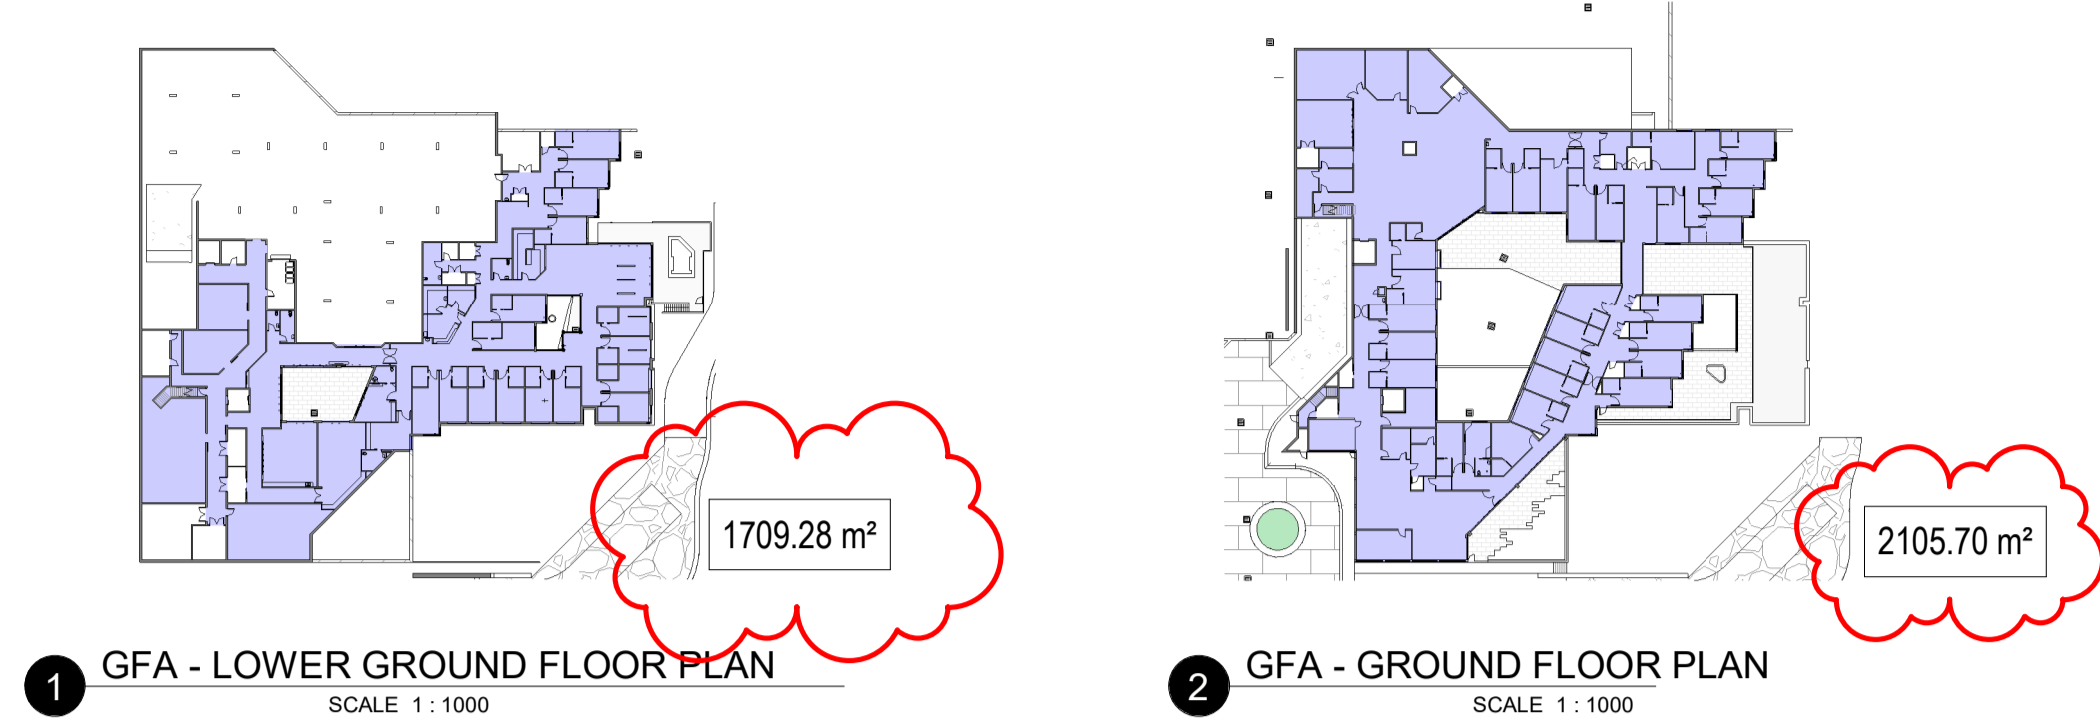 1709.28 m²
1
GFA - LOWER GROUND FLOOR PLAN
SCALE 1 : 1000
2105.70 m²
2
GFA - GROUND FLOOR PLAN
SCALE 1 : 1000